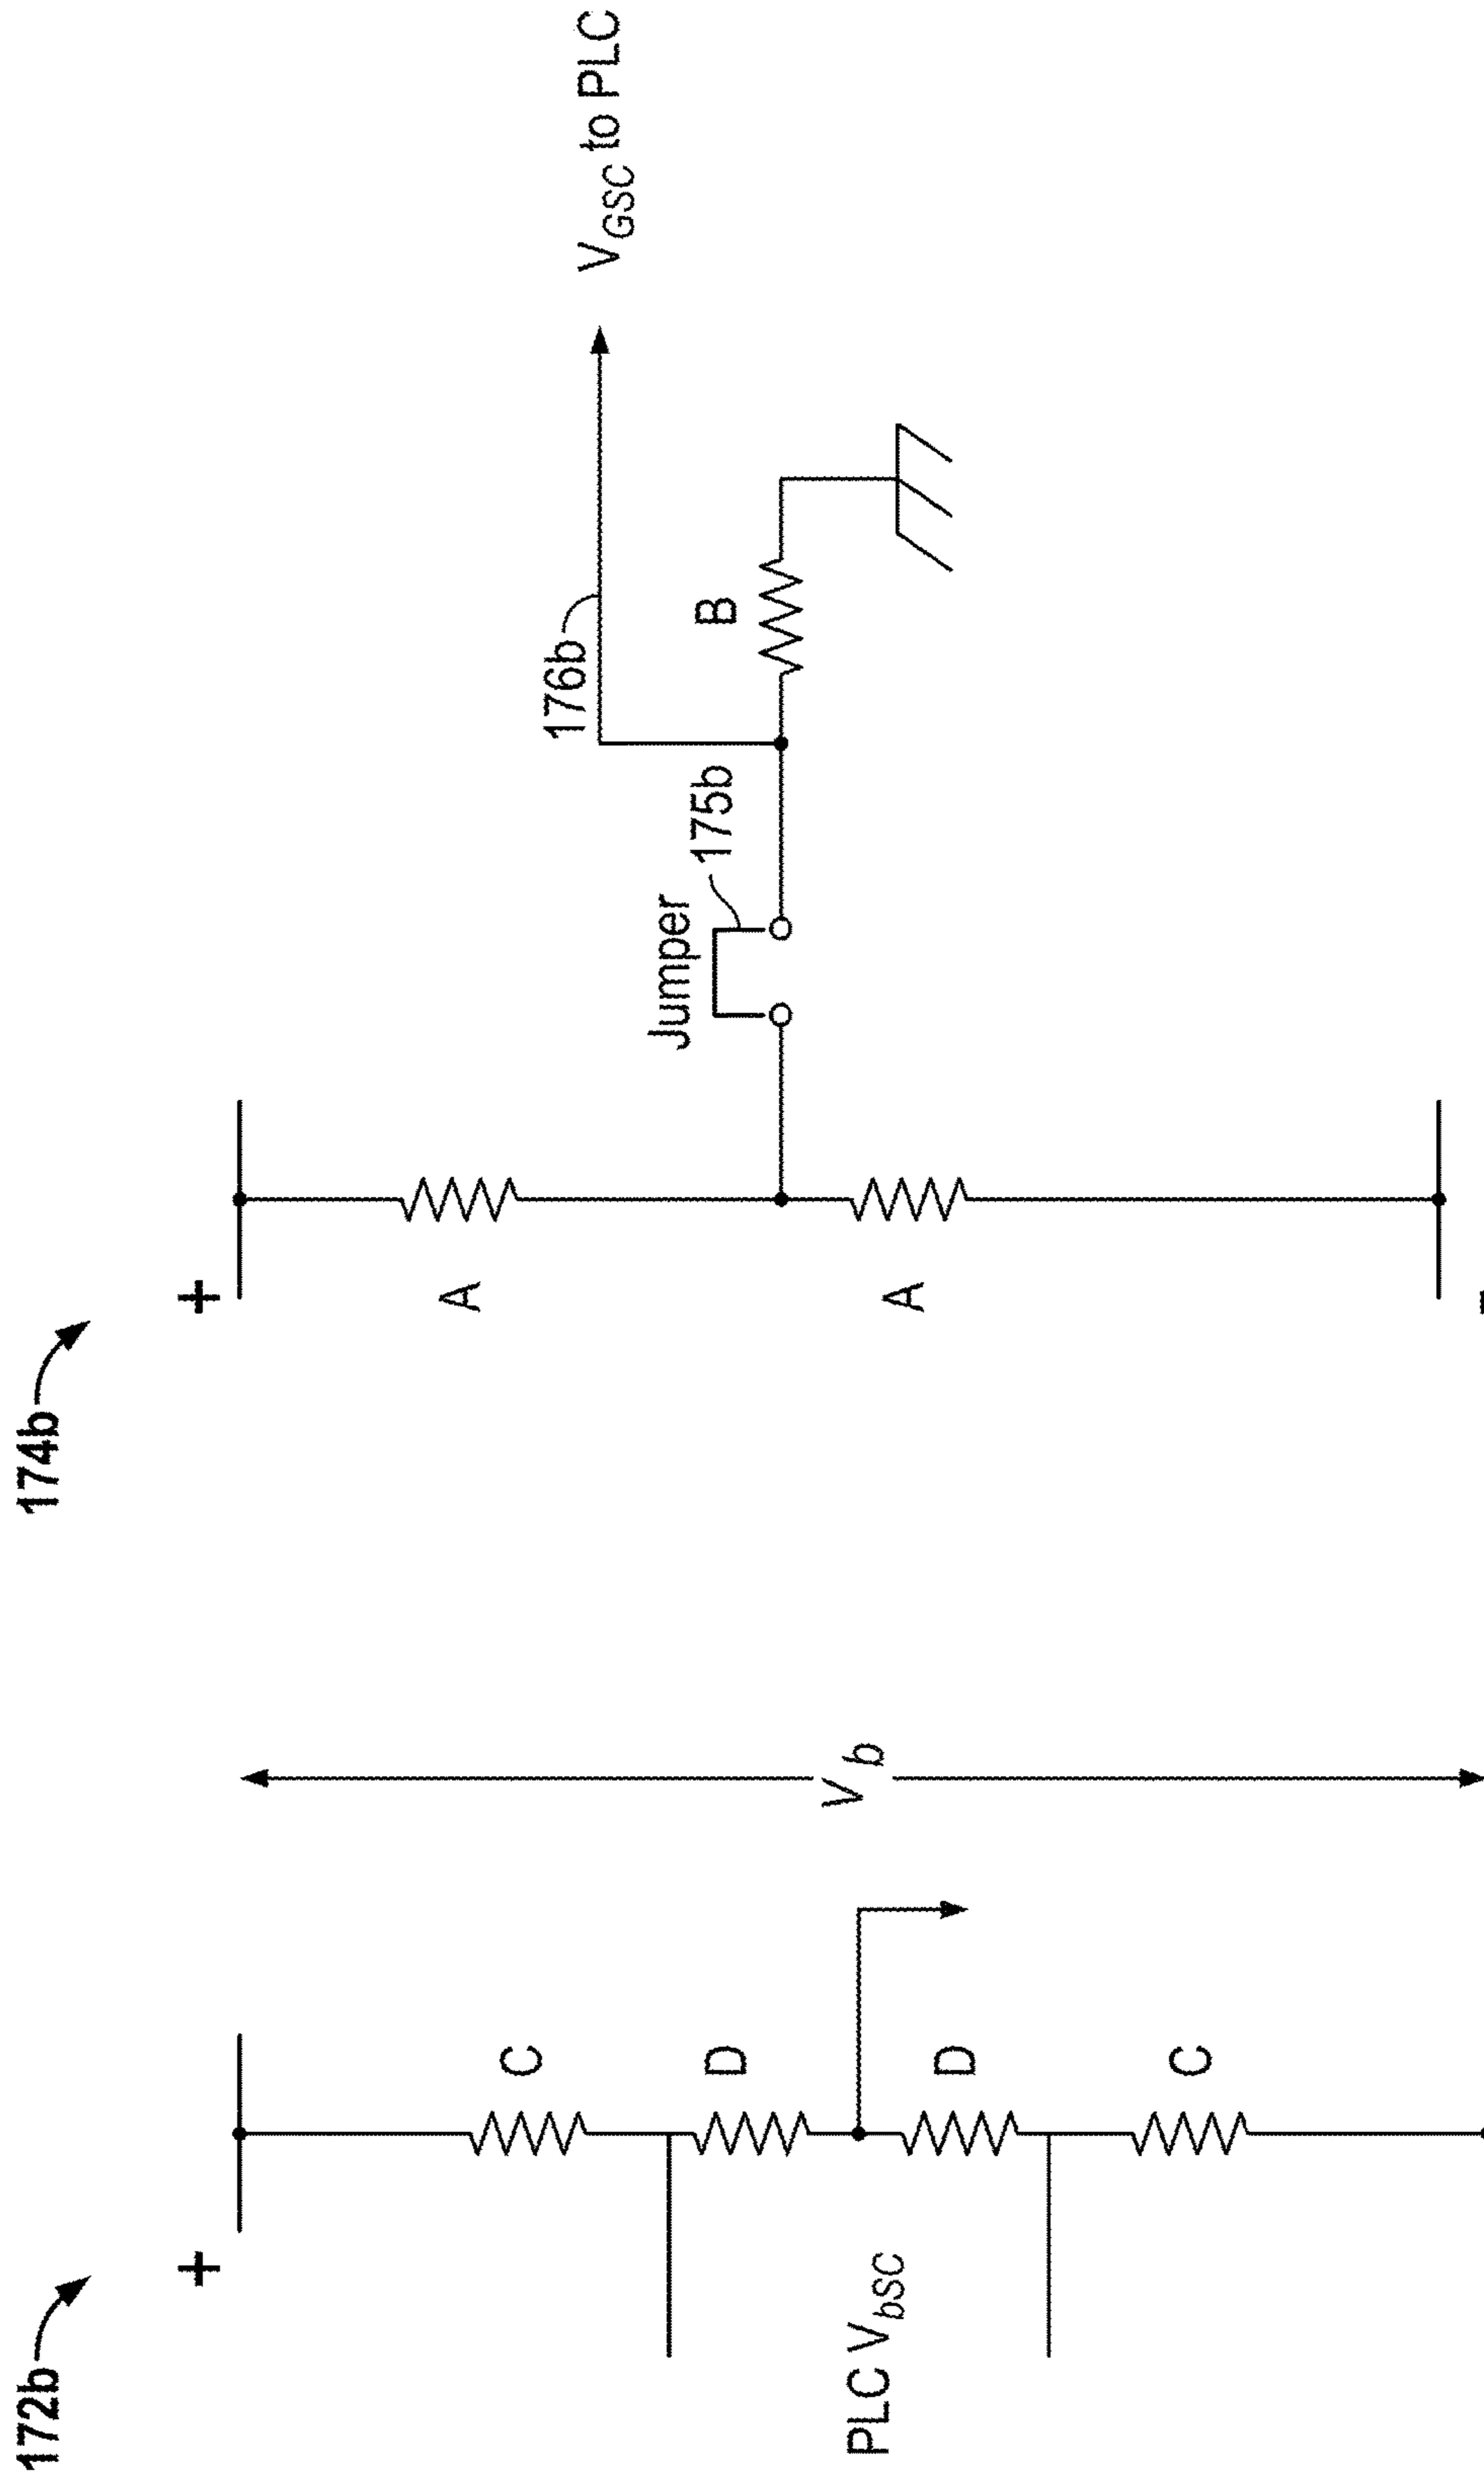 172b
+
C
D
PLC V_bSC
D
C
V_b
174b
+
A
A
Jumper
175b
176b
B
V_GSC to PLC